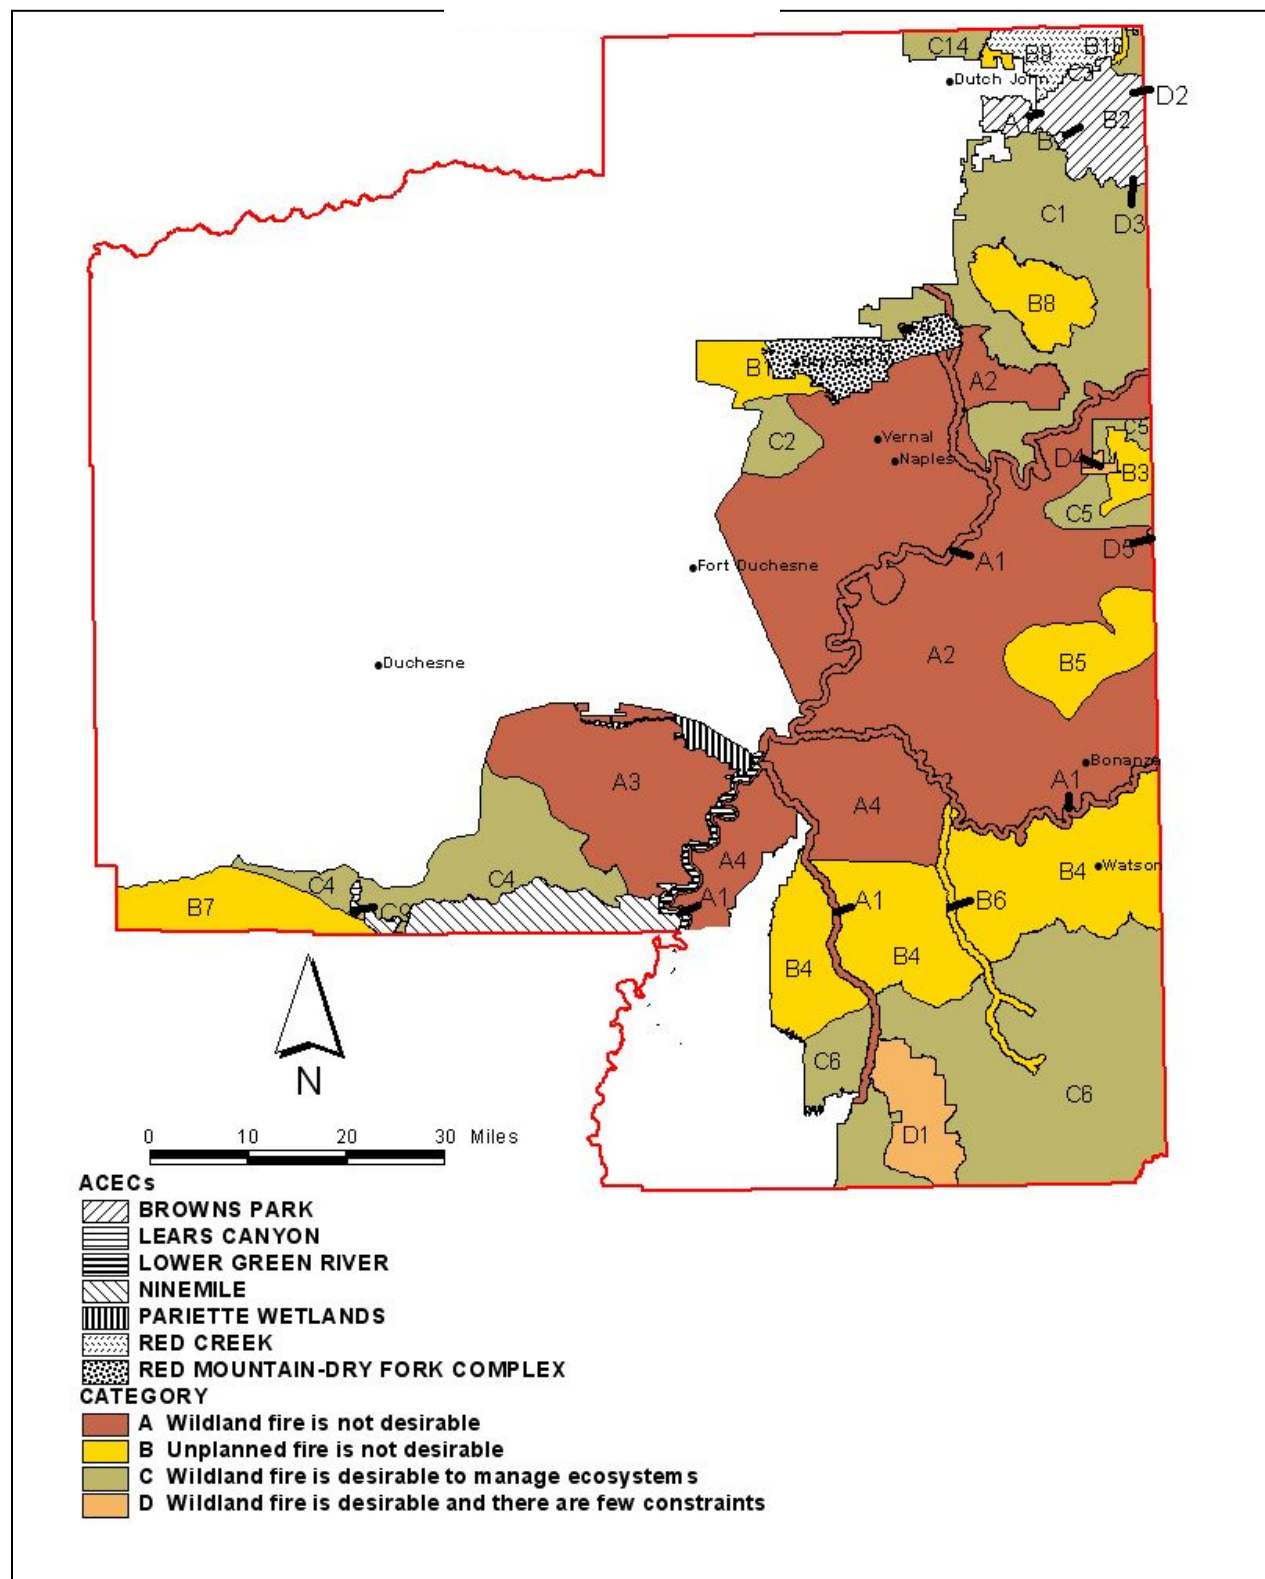 C14
B9
B10
C3
Dutch John
D2
A
B2
B
C1
D3
B8
B1
A2
C2
Vernal
C5
Naples
D4
B3
C5
D5
A1
Fort Duchesne
A2
B5
Duchesne
Bonanza
A3
A1
A4
A4
B4
Watson
C4
C4
B7
A1
A1
B6
B4
B4
C6
C6
D1
N
0 10 20 30 Miles
ACECs
BROWNS PARK
LEARS CANYON
LOWER GREEN RIVER
NINEMILE
PARIETTE WETLANDS
RED CREEK
RED MOUNTAIN-DRY FORK COMPLEX
CATEGORY
A Wildland fire is not desirable
B Unplanned fire is not desirable
C Wildland fire is desirable to manage ecosystems
D Wildland fire is desirable and there are few constraints